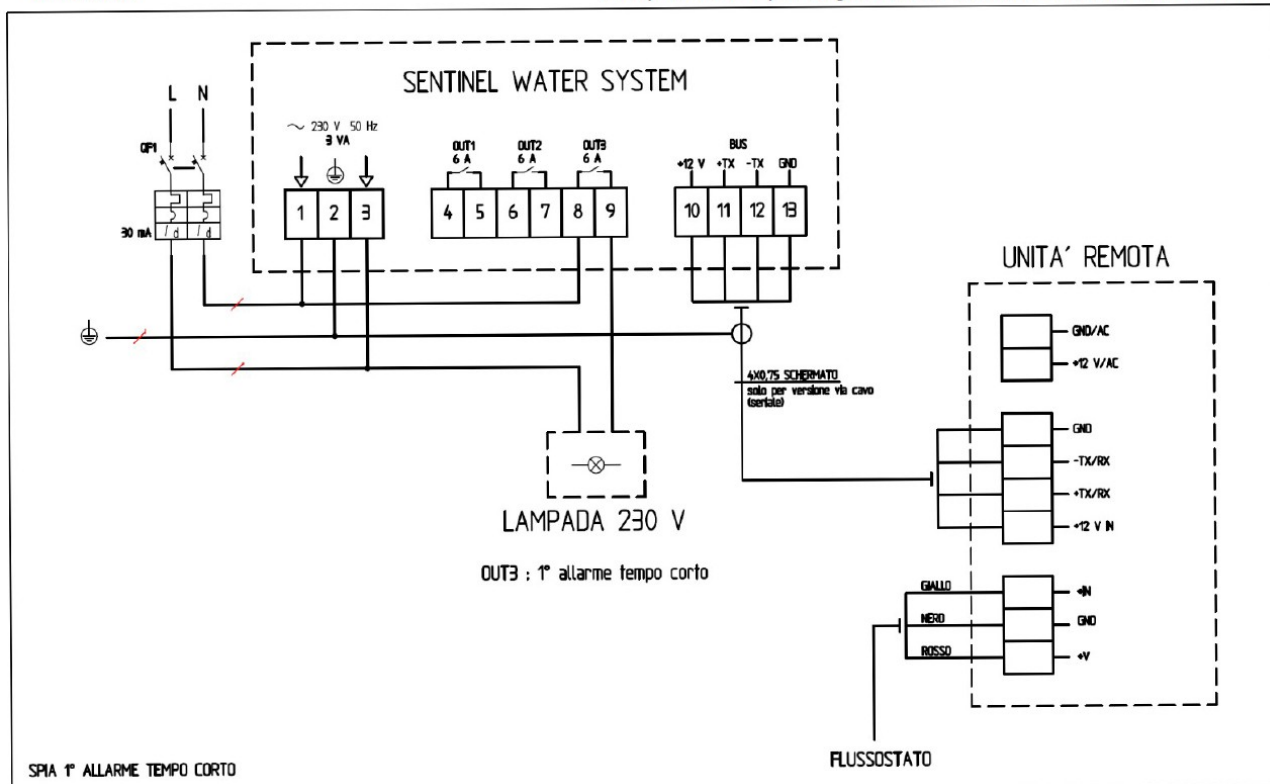 SENTINEL WATER SYSTEM
L N
~ 230 V 50 Hz
3 VA
QF1
OUT1
6 A
OUT2
6 A
OUT3
6 A
BUS
+12 V +TX -TX GND
1 2 3
4 5 6 7 8 9
10 11 12 13
30 mA
I d I d
UNITA' REMOTA
GND/AC
+12 V/AC
4X0,75 SCHERMATO
solo per versione via cavo
(seriale)
GND
-TX/RX
+TX/RX
+12 V IN
LAMPADA 230 V
OUT3 : 1° allarme tempo corto
GIALLO
+IN
NERO
GND
ROSSO
+V
FLUSSOSTATO
SPIA 1° ALLARME TEMPO CORTO